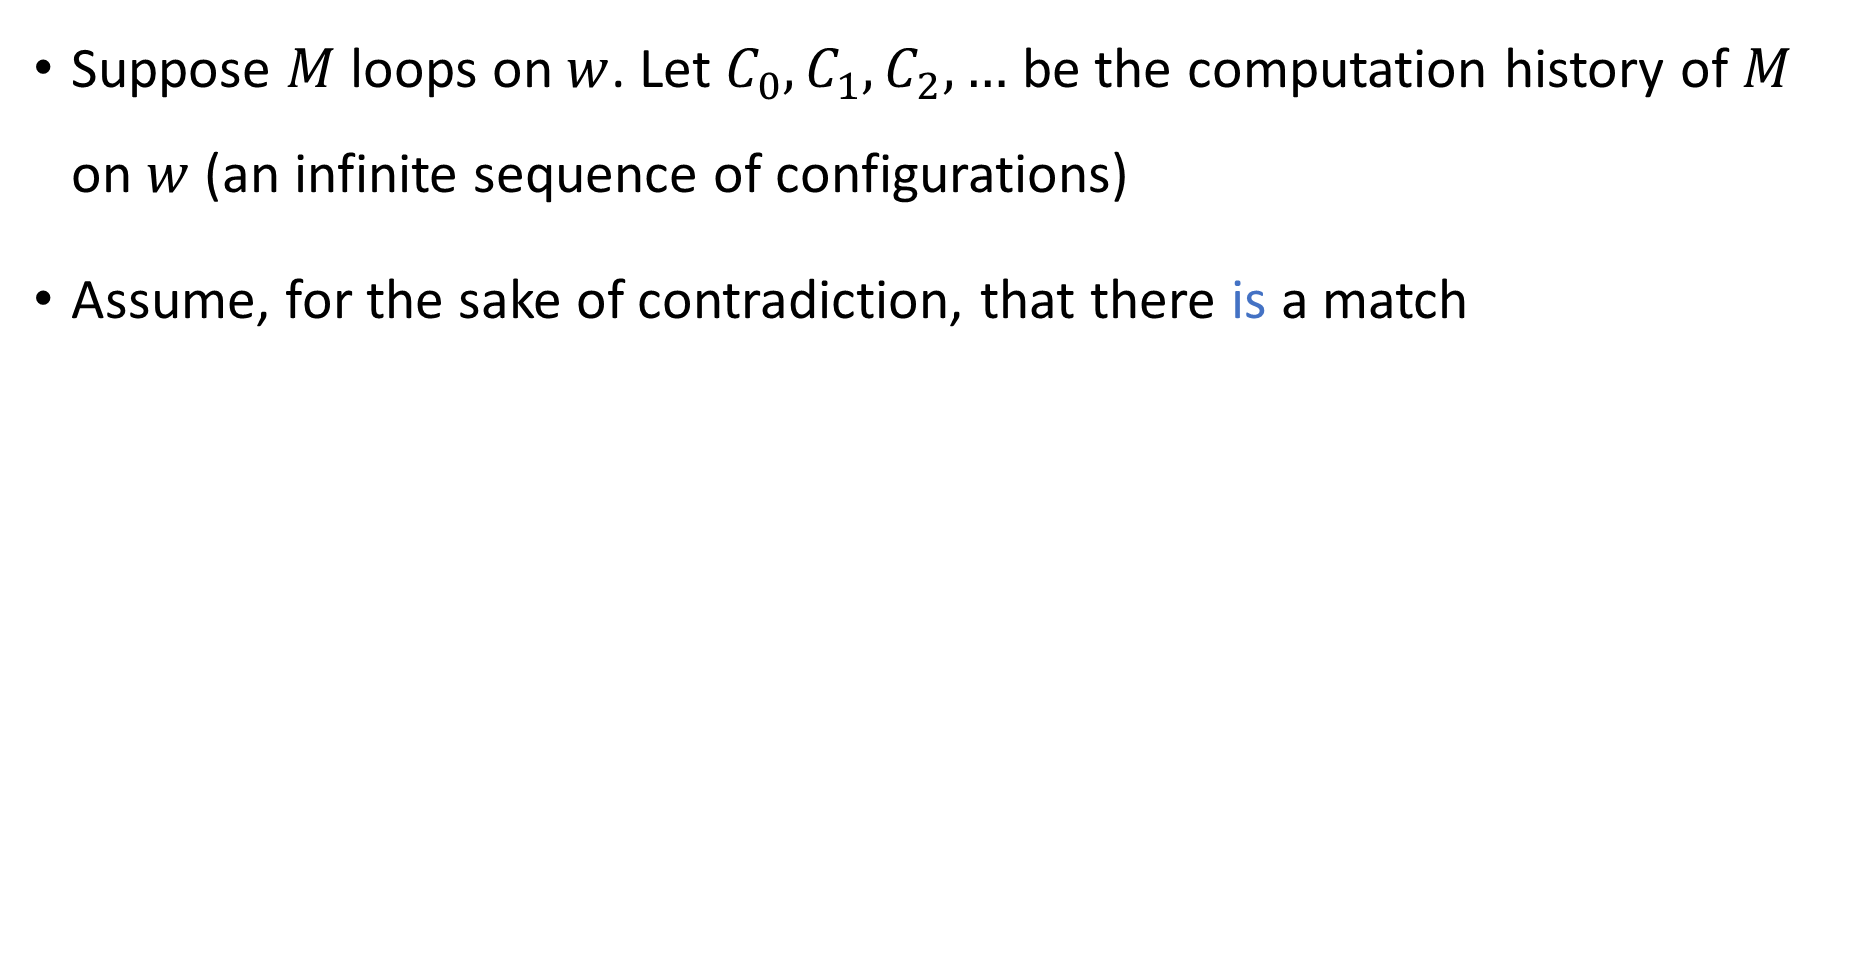 • Suppose 𝑀 loops on 𝑤. Let 𝐶₀, 𝐶₁, 𝐶₂, … be the computation history of 𝑀
on 𝑤 (an infinite sequence of configurations)
• Assume, for the sake of contradiction, that there is a match